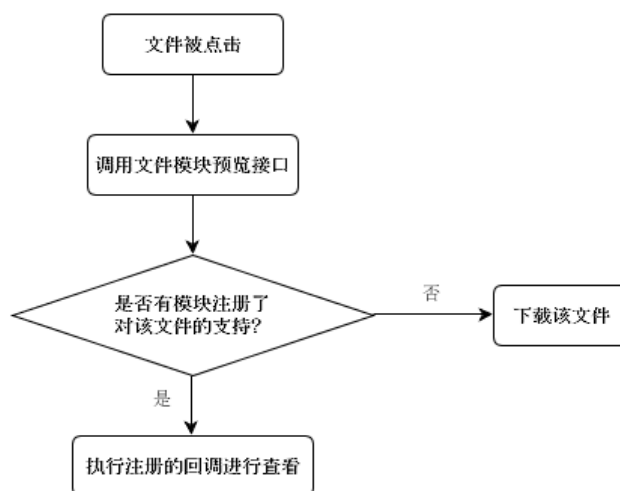 文件被点击
调用文件模块预览接口
是否有模块注册了
对该文件的支持?
否
下载该文件
是
执行注册的回调进行查看